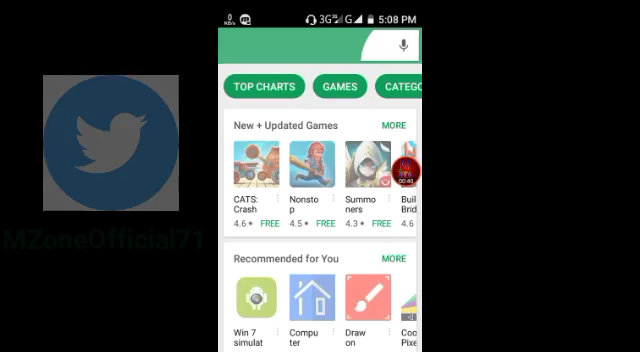 0
KB/s
3G
G
5:08 PM
TOP CHARTS
GAMES
CATEGO
New + Updated Games
MORE
CATS:
Crash
4.6
FREE
Nonsto
p
4.5
FREE
Summo
ners
4.3
FREE
Buil
Brid
4.6
00:40
Recommended for You
MORE
Win 7
simulat
Compu
ter
Draw
on
Coo
Pixe
MZoneOfficial71